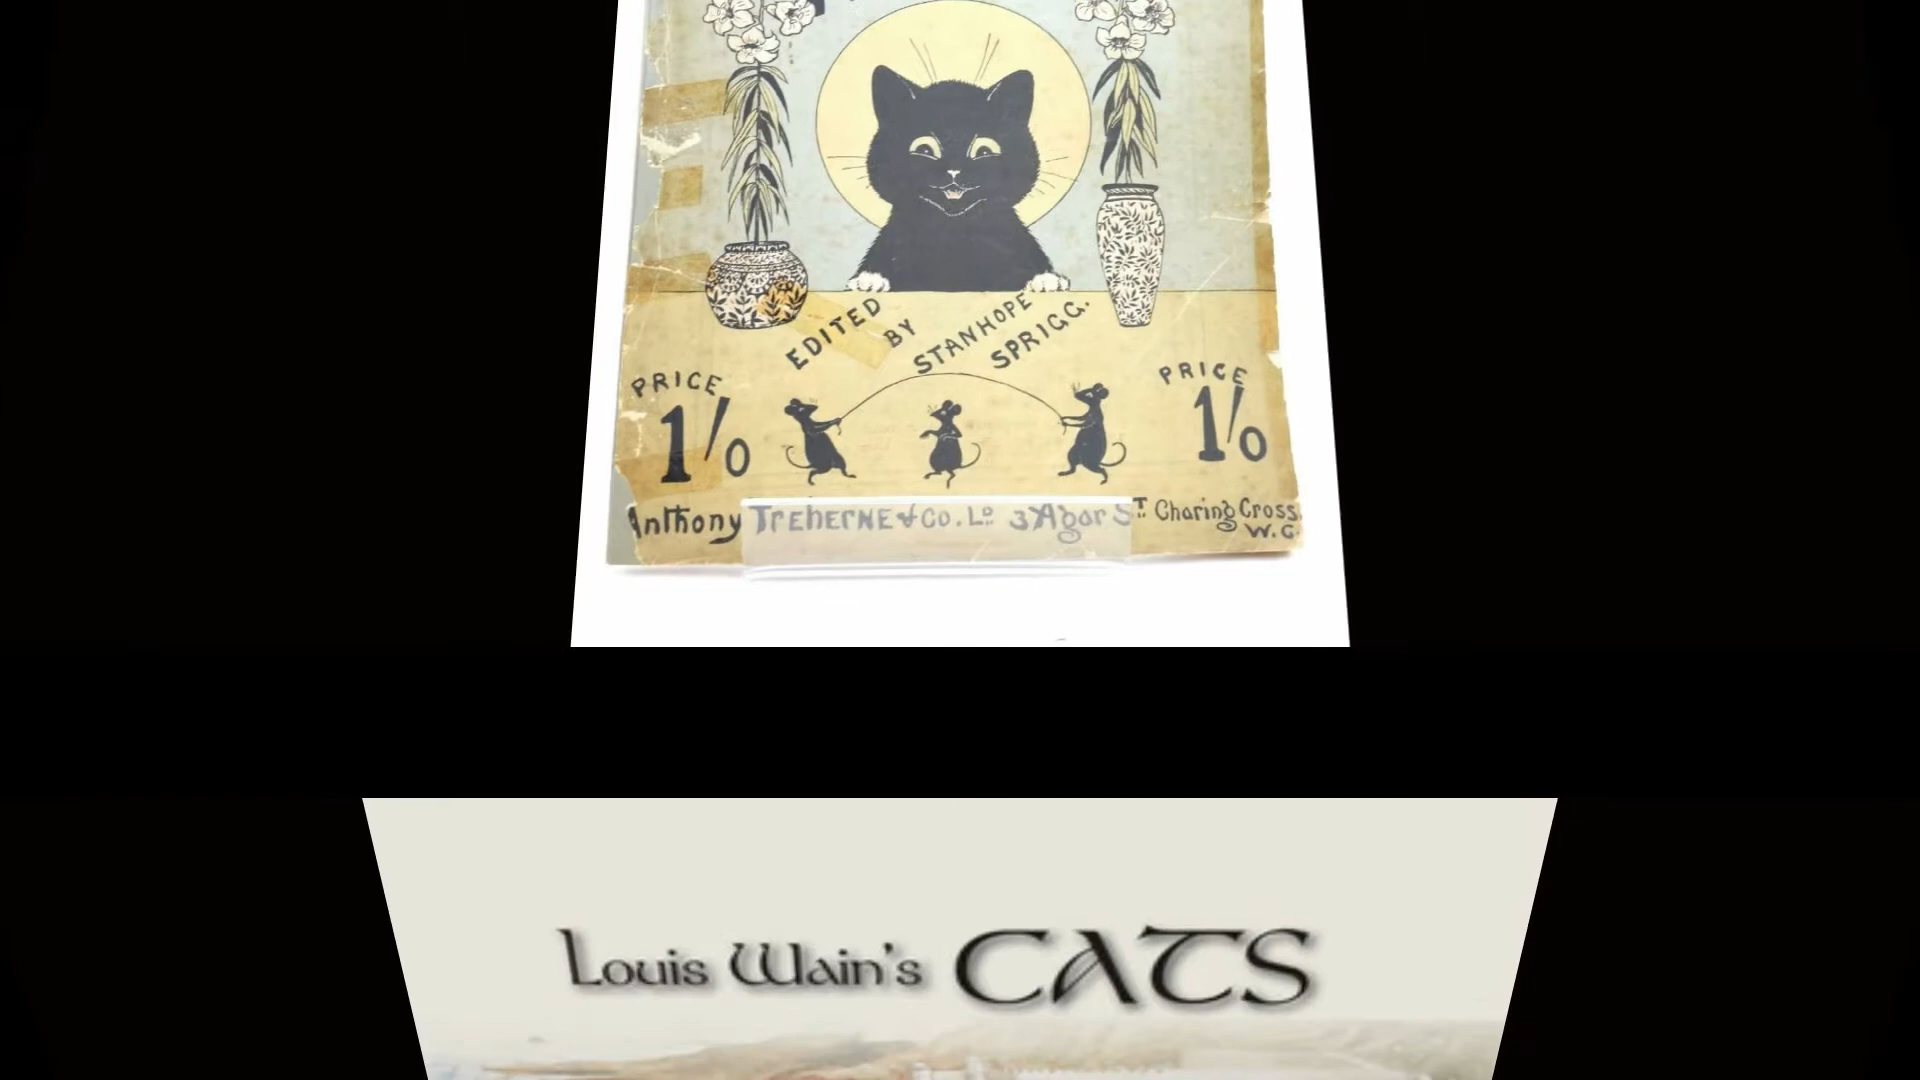 EDITED
BY
STANHOPE
SPRIGG.
PRICE
1/0
PRICE
1/0
Anthony TREHERNE & Co. Lᴰ 3 Agar Sᵀ Charing Cross
W.C.
Louis Wain's CATS